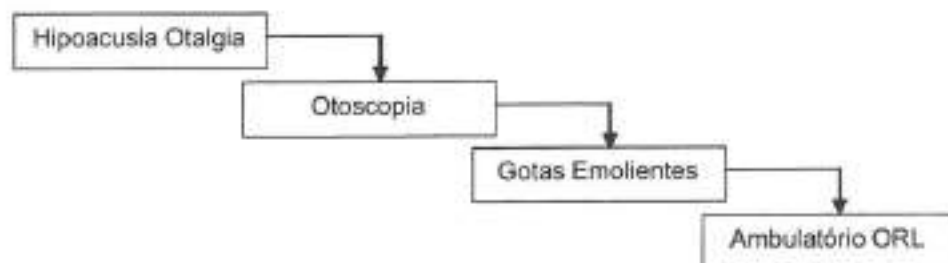 Hipoacusia Otalgia
Otoscopia
Gotas Emolientes
Ambulatório ORL